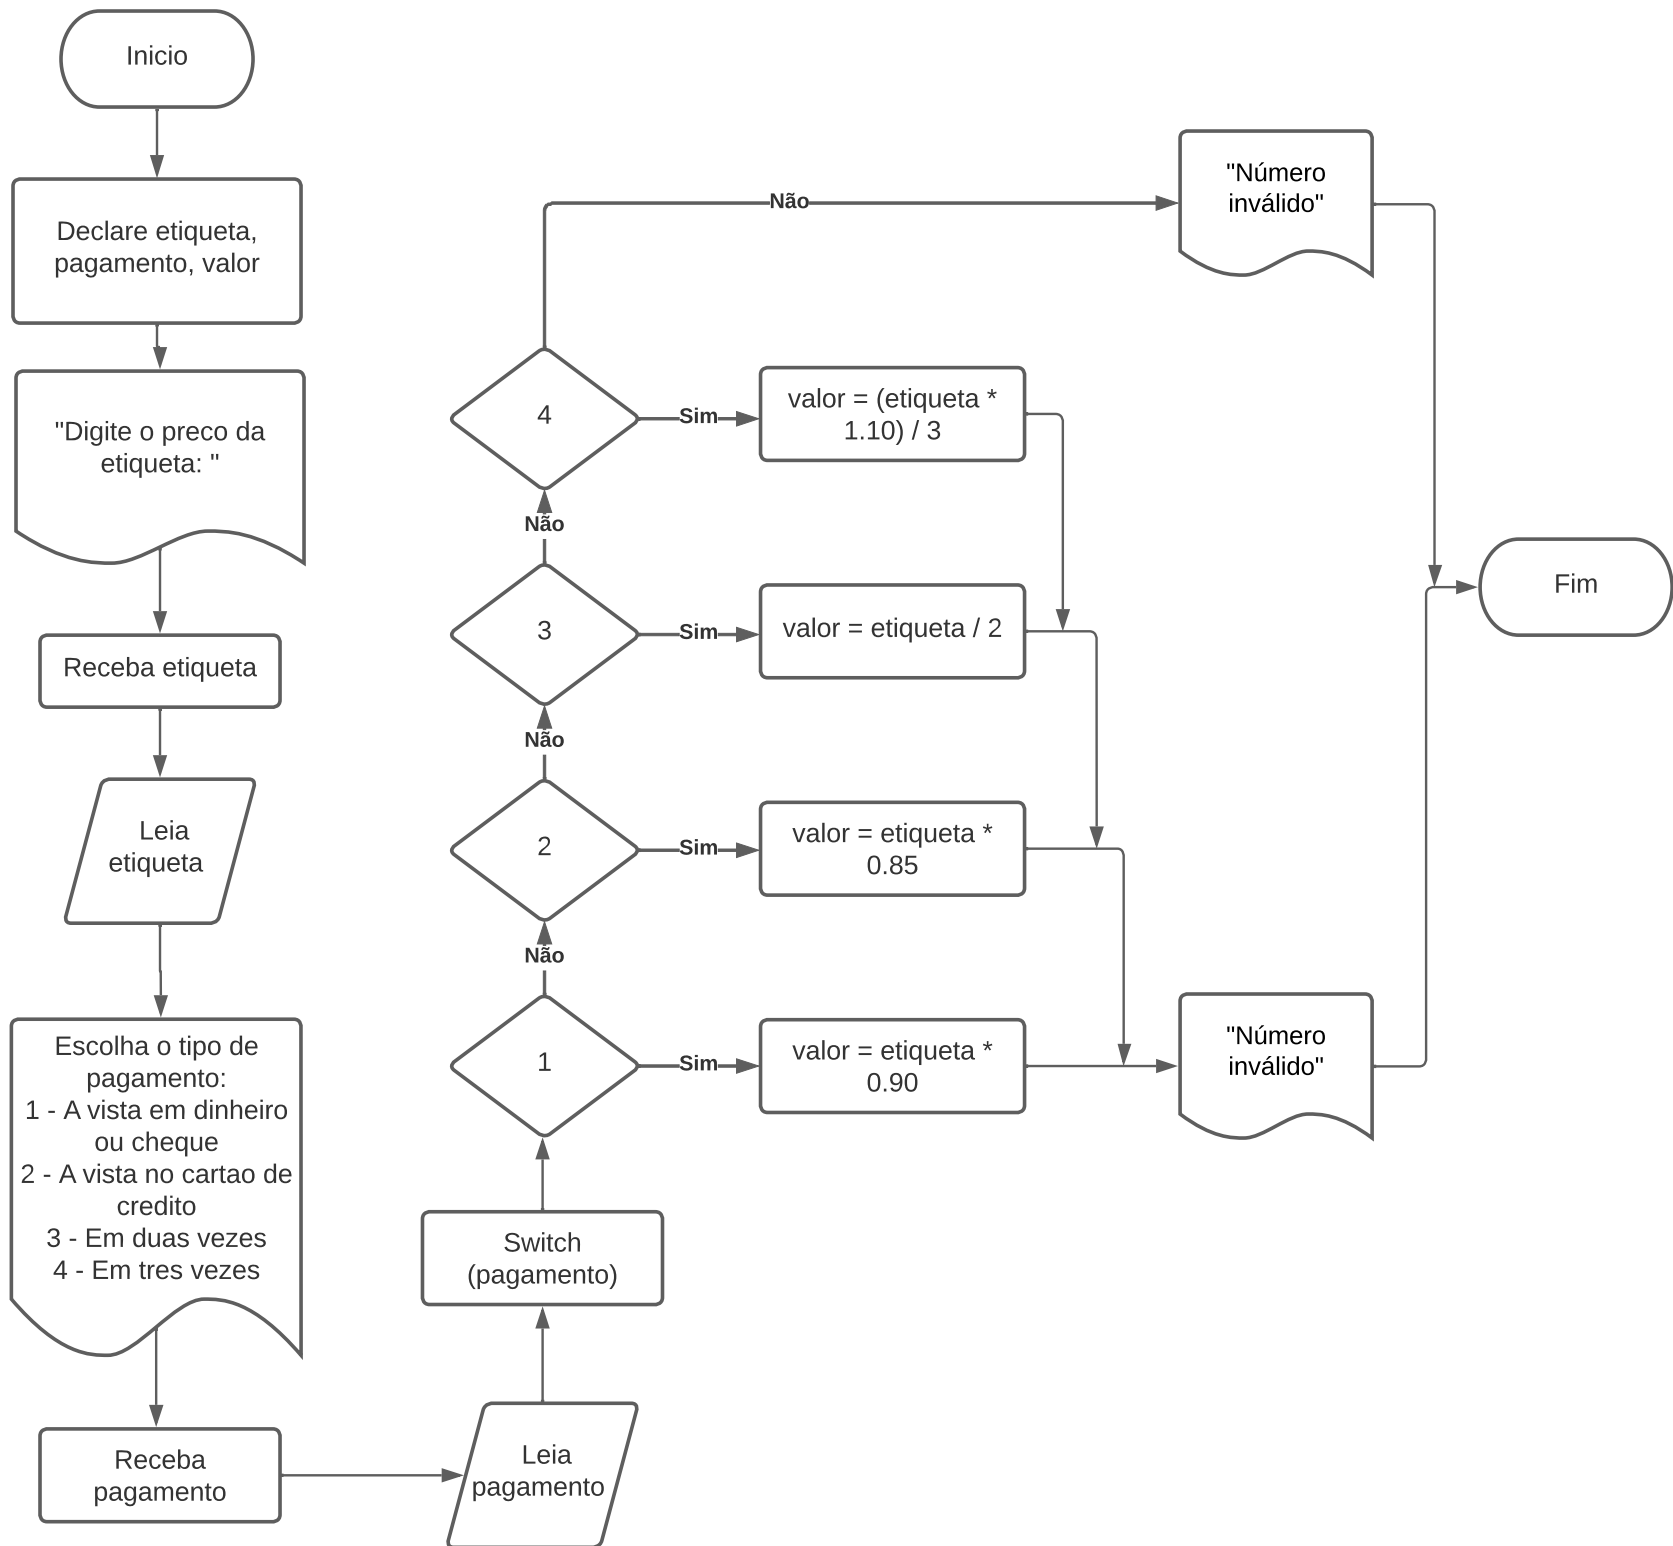 Inicio
Declare etiqueta,
pagamento, valor
"Digite o preco da
etiqueta: "
Receba etiqueta
Leia
etiqueta
Escolha o tipo de
pagamento:
1 - A vista em dinheiro
ou cheque
2 - A vista no cartao de
credito
3 - Em duas vezes
4 - Em tres vezes
Receba
pagamento
Leia
pagamento
Switch
(pagamento)
1
Sim
valor = etiqueta *
0.90
Não
2
Sim
valor = etiqueta *
0.85
Não
3
Sim
valor = etiqueta / 2
Não
4
Sim
valor = (etiqueta *
1.10) / 3
Não
"Número
inválido"
"Número
inválido"
Fim